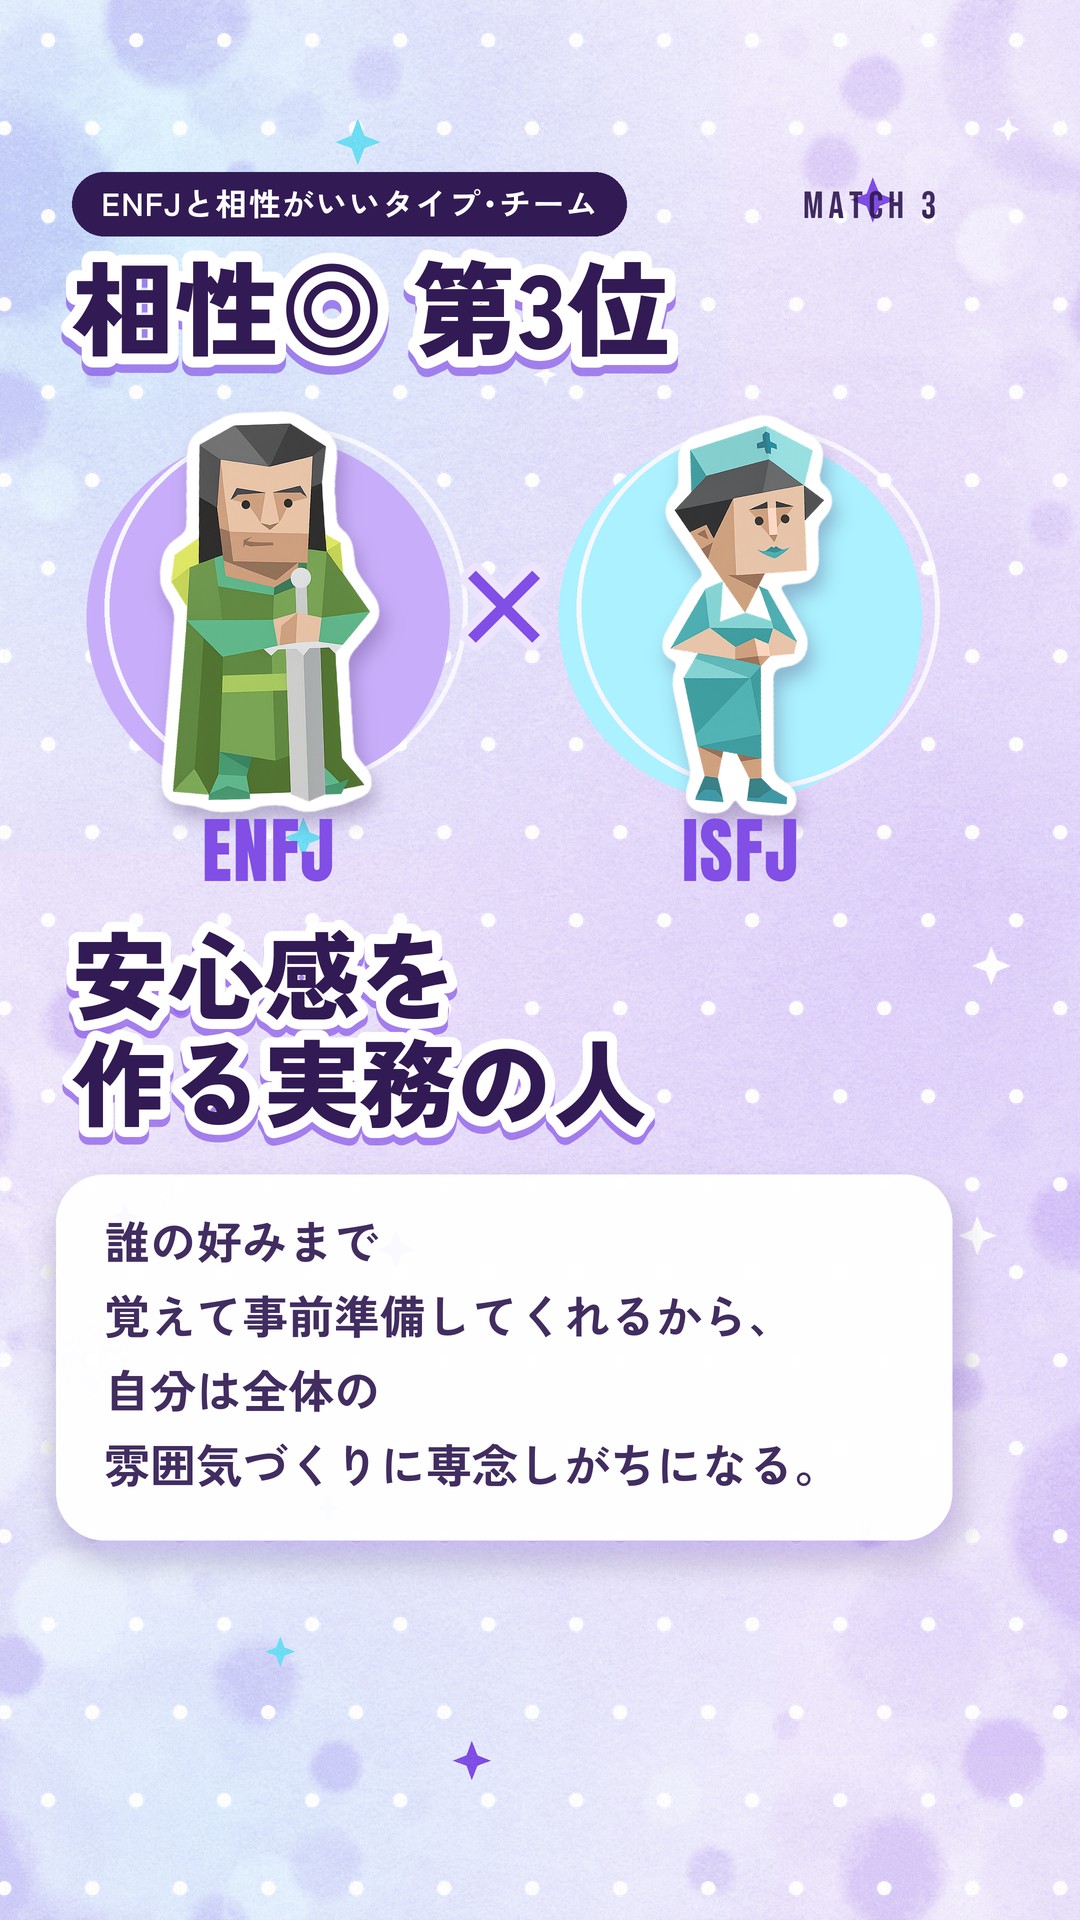 ENFJと相性がいいタイプ・チーム
MATCH 3
相性◎ 第3位
×
ENFJ
ISFJ
安心感を
作る実務の人
誰の好みまで
覚えて事前準備してくれるから、
自分は全体の
雰囲気づくりに専念しがちになる。